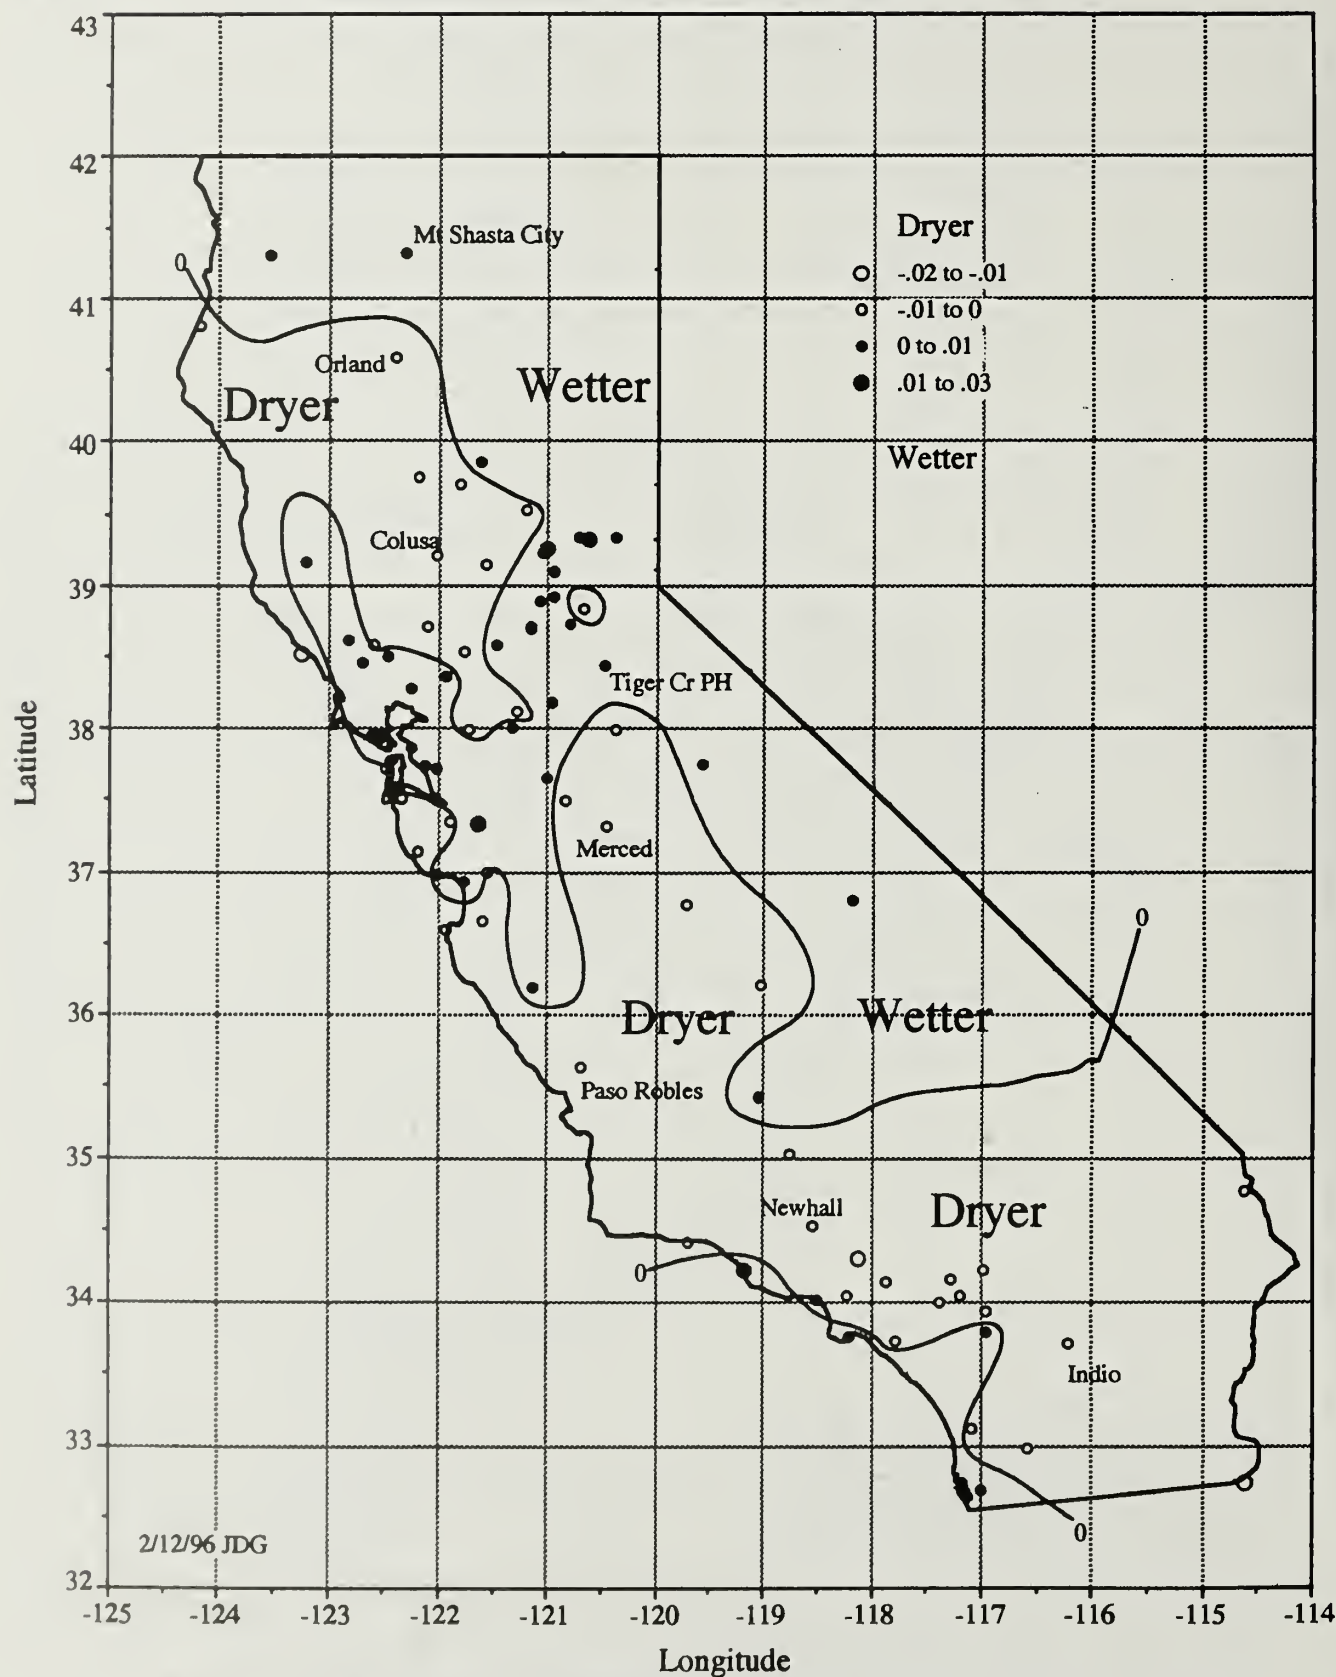 43
42
Mt Shasta City
Dryer
-.02 to -.01
-.01 to 0
0 to .01
.01 to .03
Wetter
0
41
Orland
Wetter
Dryer
40
Colusa
39
Tiger Cr PH
38
Latitude
Merced
37
0
36
Dryer
Wetter
Paso Robles
35
Newhall
Dryer
0
34
Indio
33
0
2/12/96 JDG
32
-125 -124 -123 -122 -121 -120 -119 -118 -117 -116 -115 -114
Longitude